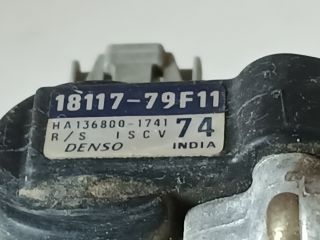 18117-79F11
HA136800-1741 74
R/S ISCV
DENSO INDIA